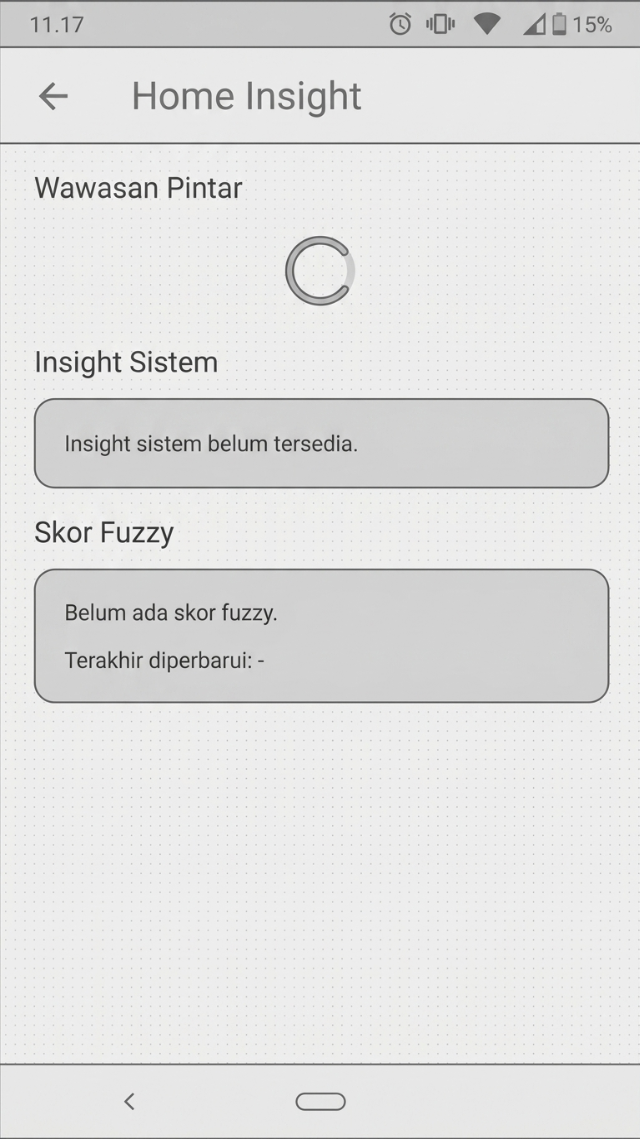 11.17
15%
Home Insight
Wawasan Pintar
Insight Sistem
Insight sistem belum tersedia.
Skor Fuzzy
Belum ada skor fuzzy.
Terakhir diperbarui: -